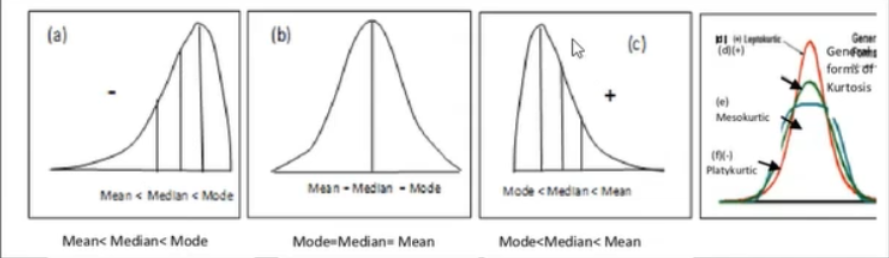 (a)
-
Mean < Median < Mode
Mean< Median< Mode
(b)
Mean = Median = Mode
Mode=Median= Mean
(c)
+
Mode < Median < Mean
Mode<Median< Mean
(+) Leptokurtic
(d)(+)
General
forms of
Kurtosis
(e)
Mesokurtic
(f)(-)
Platykurtic